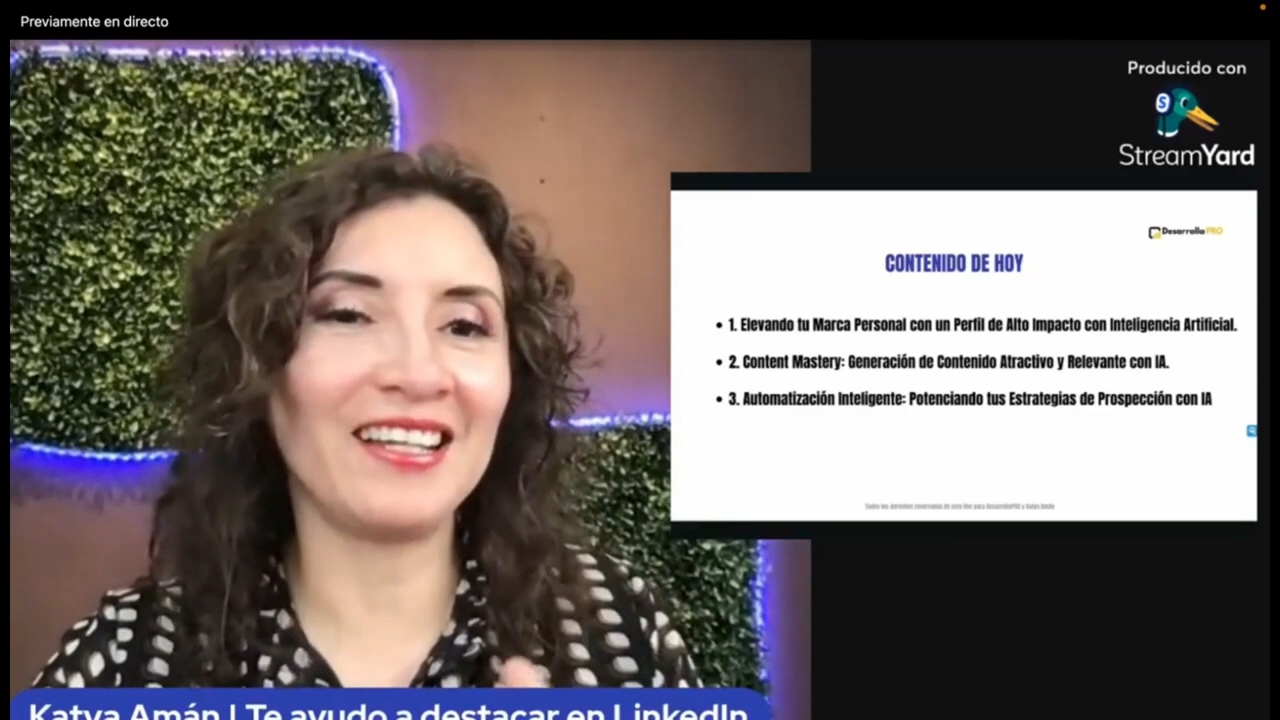 Previamente en directo
Producido con
S
StreamYard
Desarrolla PRO
CONTENIDO DE HOY
• 1. Elevando tu Marca Personal con un Perfil de Alto Impacto con Inteligencia Artificial.
• 2. Content Mastery: Generación de Contenido Atractivo y Relevante con IA.
• 3. Automatización Inteligente: Potenciando tus Estrategias de Prospección con IA
Katya Amán | Te ayudo a destacar en LinkedIn